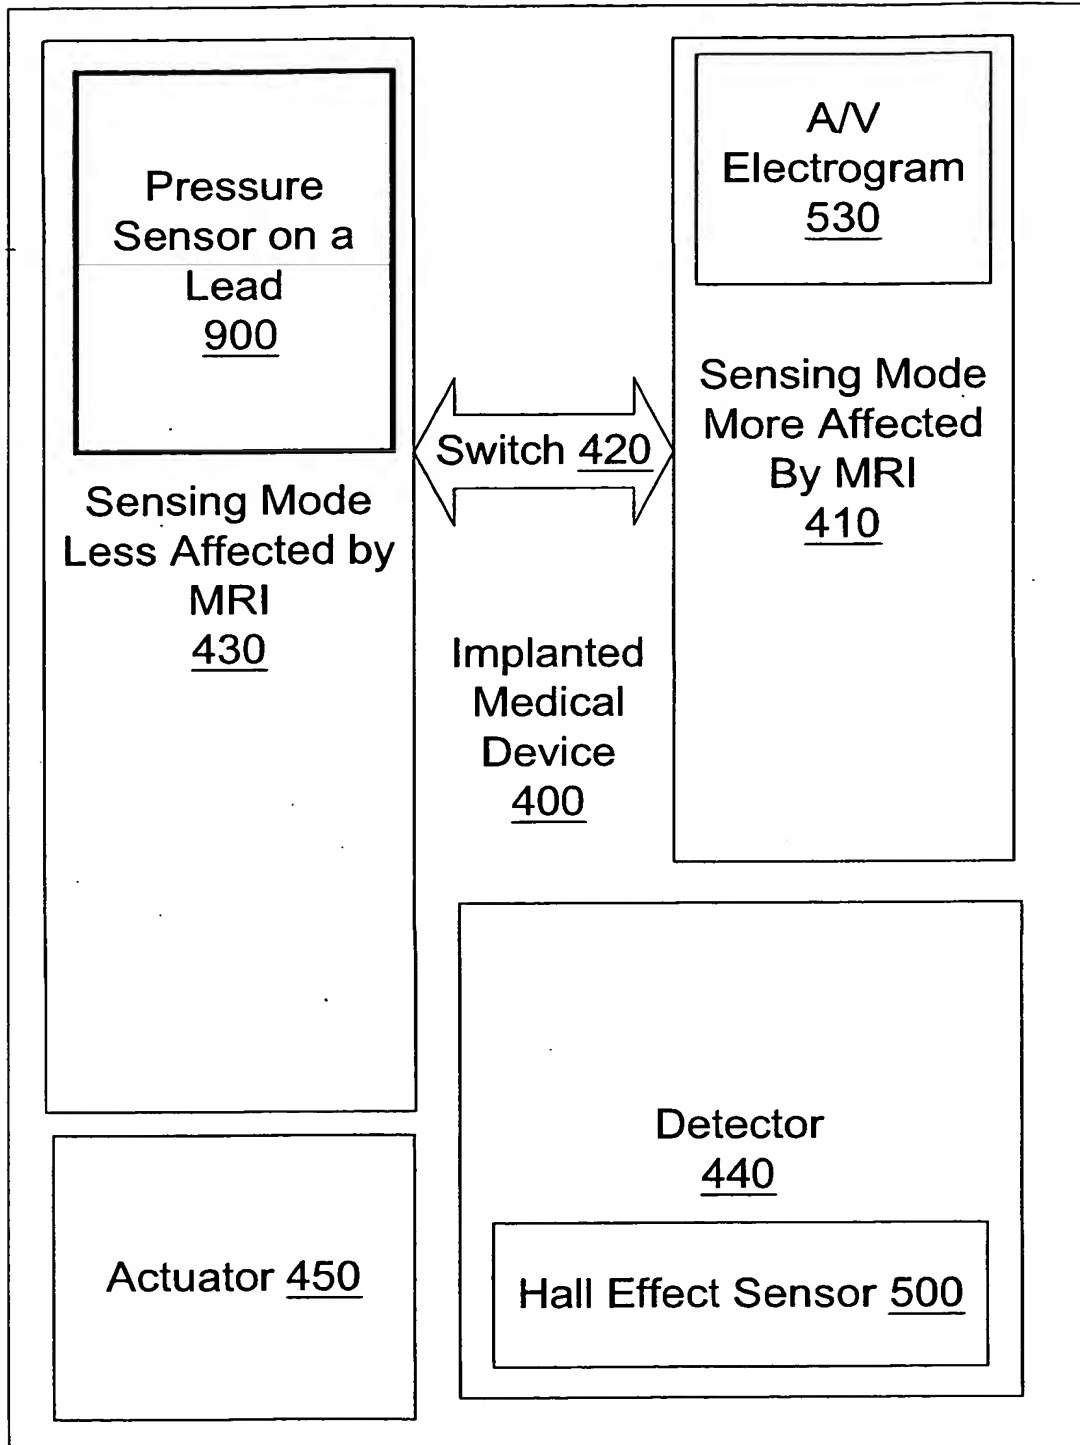 Pressure
Sensor on a
Lead
900
Sensing Mode
Less Affected by
MRI
430
Switch 420
A/V
Electrogram
530
Sensing Mode
More Affected
By MRI
410
Implanted
Medical
Device
400
Detector
440
Hall Effect Sensor 500
Actuator 450